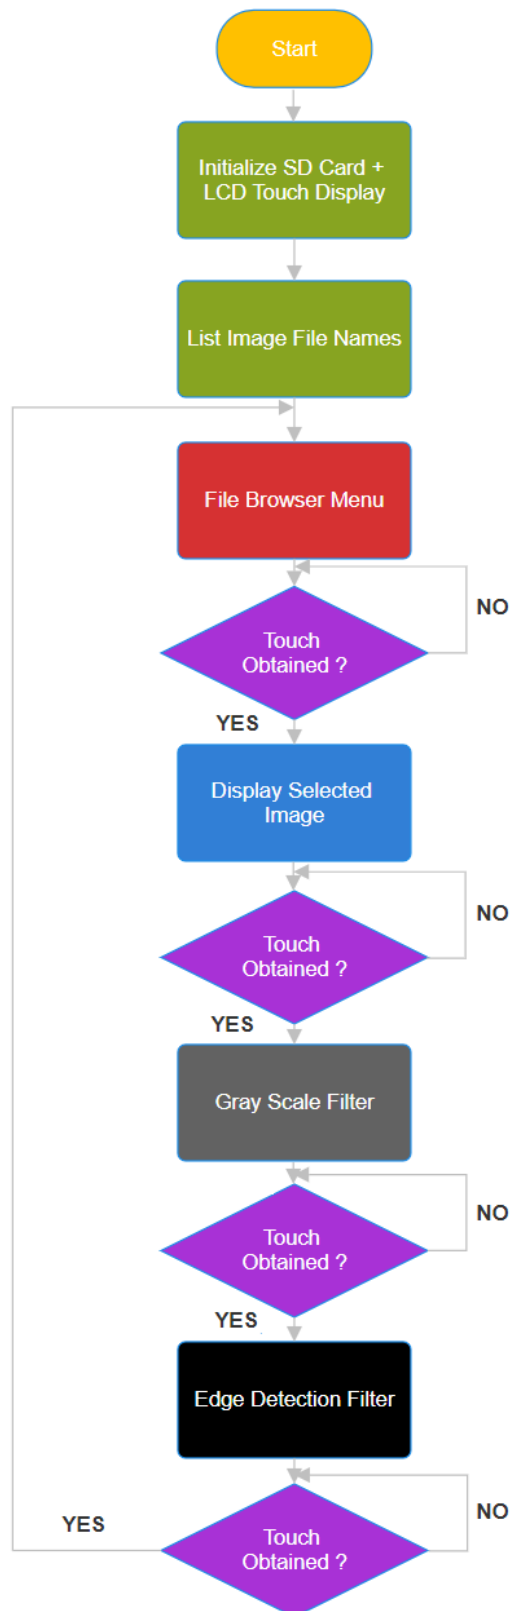 Start
Initialize SD Card +
LCD Touch Display
List Image File Names
File Browser Menu
Touch
Obtained ?
NO
YES
Display Selected
Image
Touch
Obtained ?
NO
YES
Gray Scale Filter
Touch
Obtained ?
NO
YES
Edge Detection Filter
Touch
Obtained ?
NO
YES